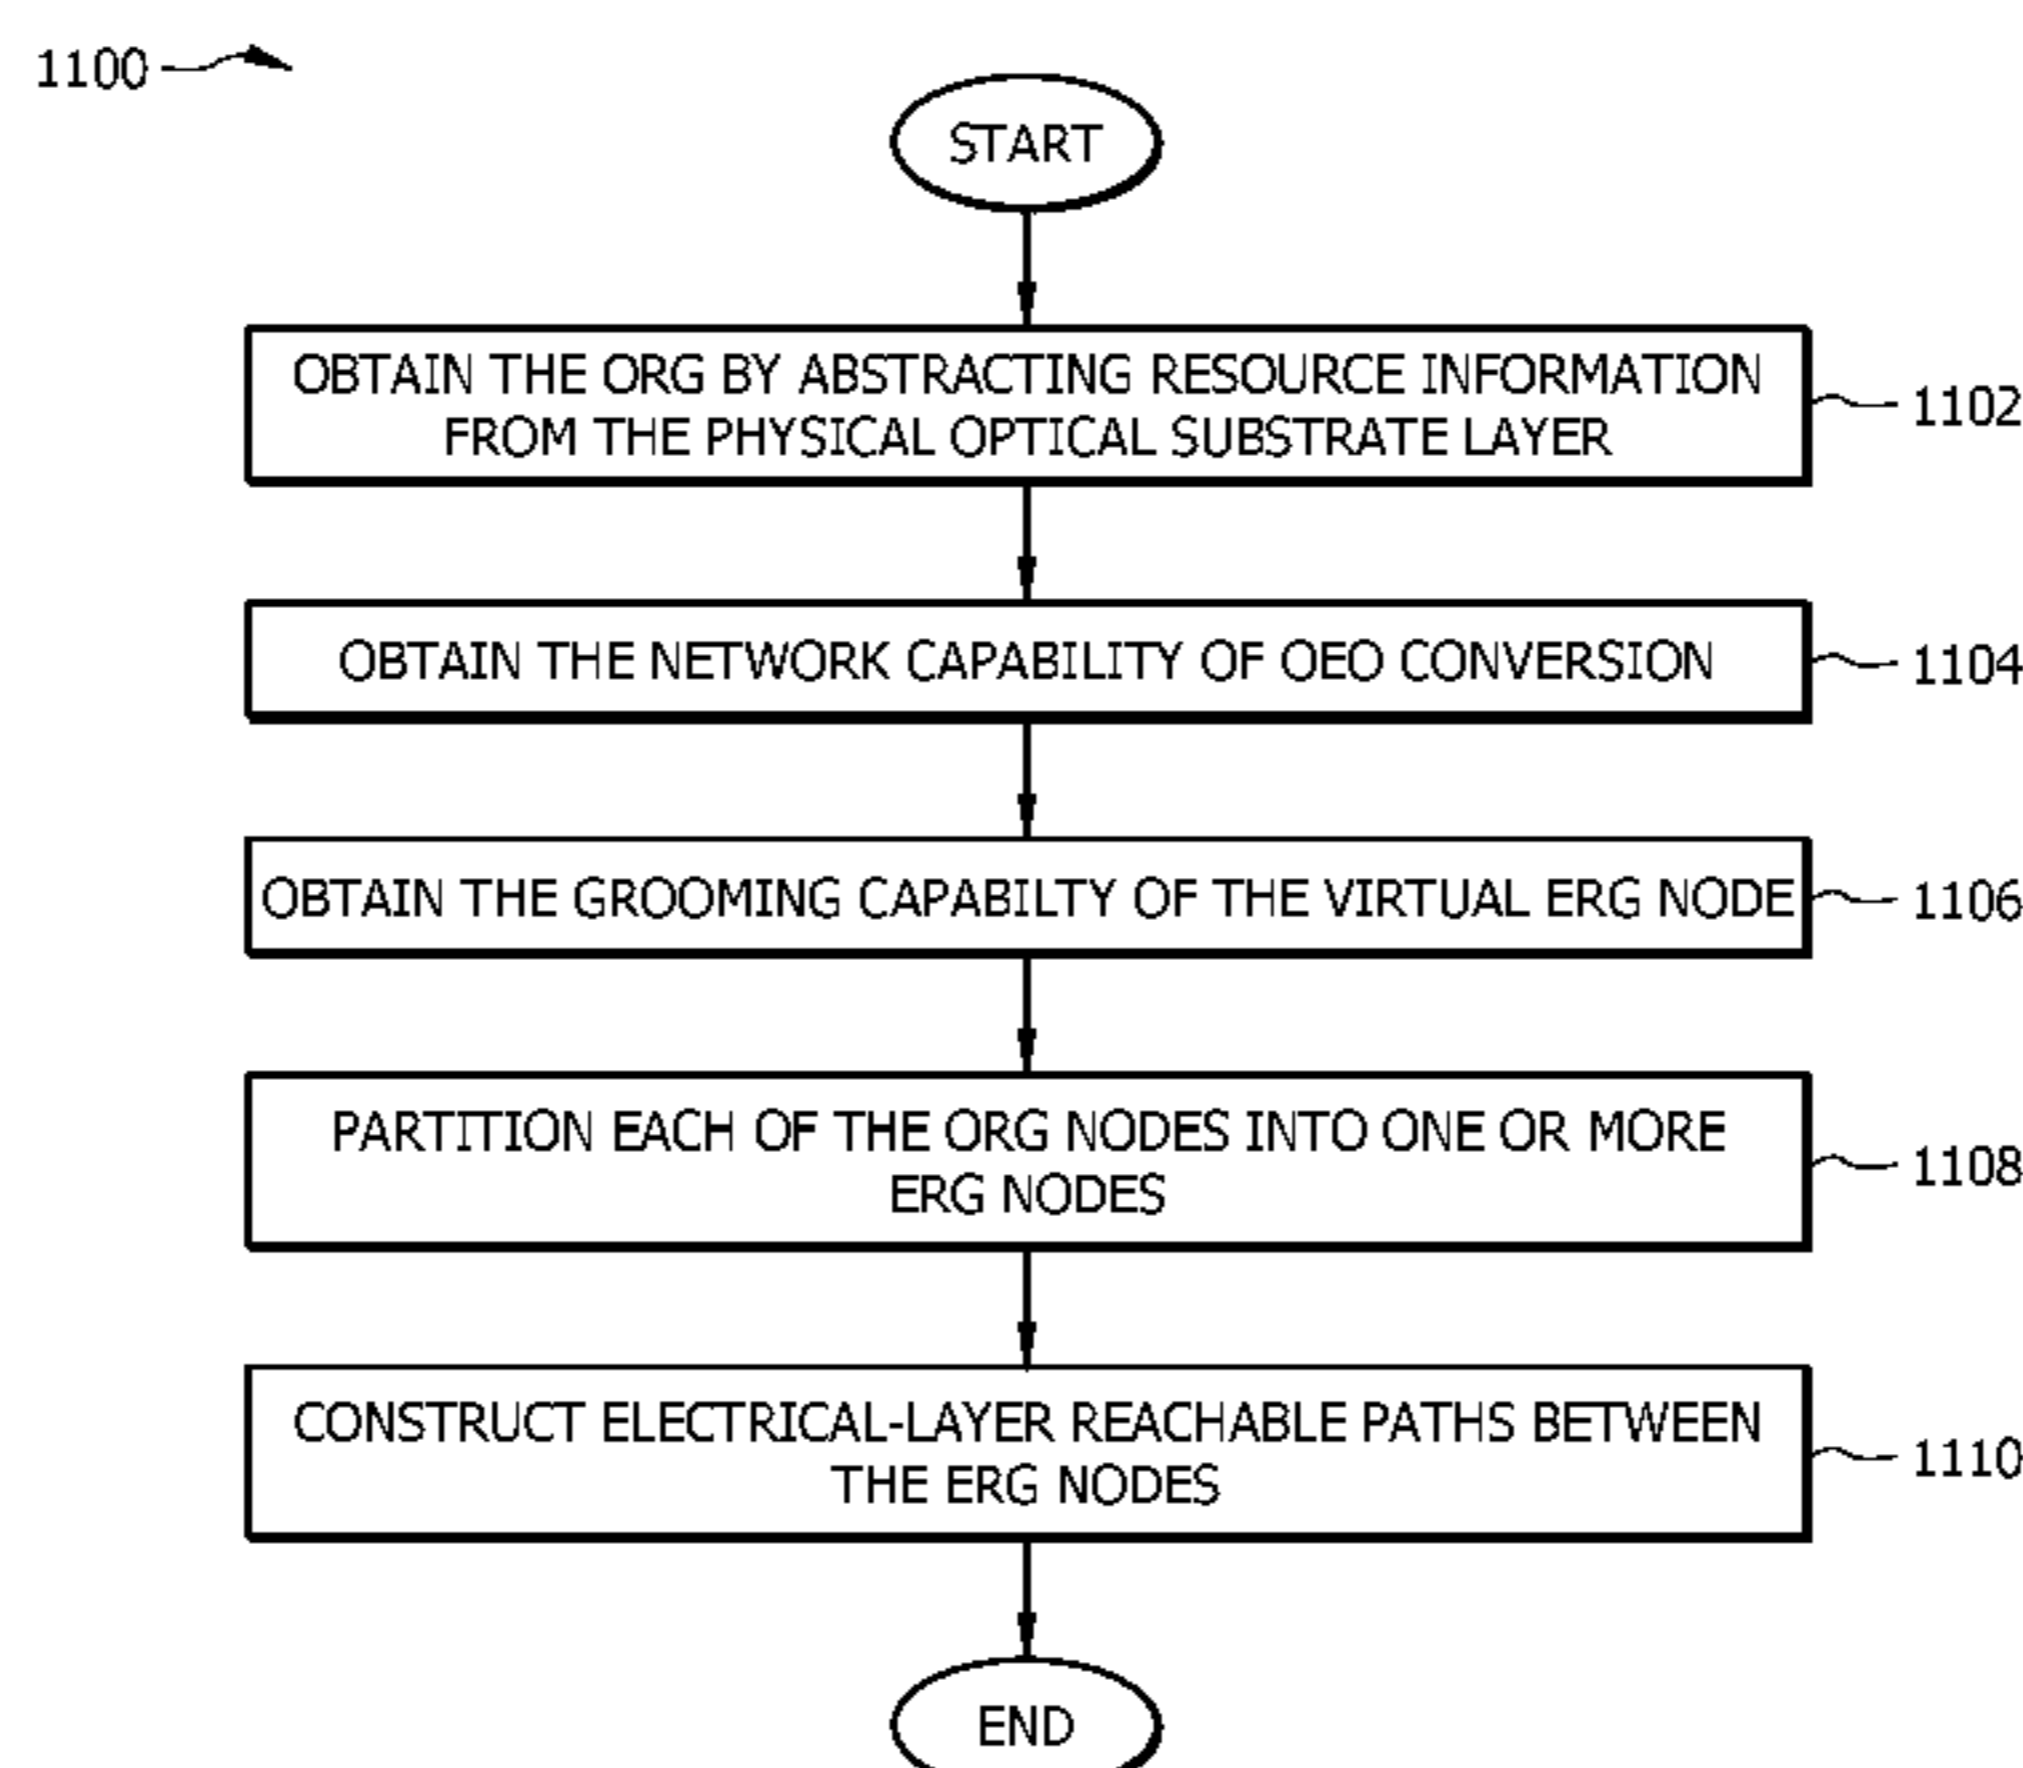 1100
START
OBTAIN THE ORG BY ABSTRACTING RESOURCE INFORMATION
FROM THE PHYSICAL OPTICAL SUBSTRATE LAYER
1102
OBTAIN THE NETWORK CAPABILITY OF OEO CONVERSION
1104
OBTAIN THE GROOMING CAPABILTY OF THE VIRTUAL ERG NODE
1106
PARTITION EACH OF THE ORG NODES INTO ONE OR MORE
ERG NODES
1108
CONSTRUCT ELECTRICAL-LAYER REACHABLE PATHS BETWEEN
THE ERG NODES
1110
END